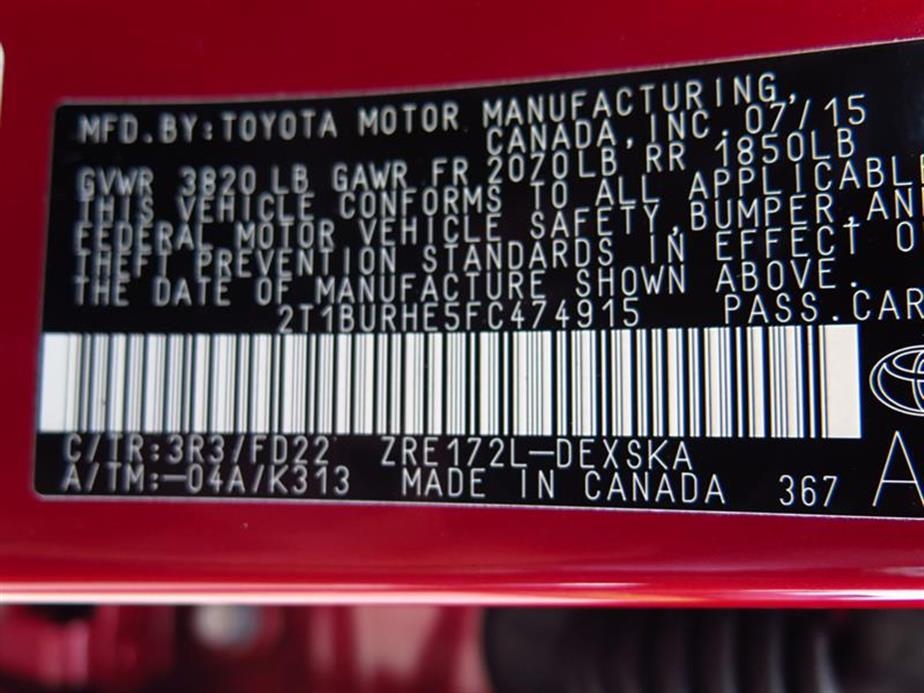 MFD.BY:TOYOTA MOTOR MANUFACTURING,
CANADA,INC. 07/15
GVWR 3820 LB GAWR FR 2070LB, RR 1850LB
THIS VEHICLE CONFORMS TO ALL APPLICABLE
FEDERAL MOTOR VEHICLE SAFETY,BUMPER,AN
THEFT PREVENTION STANDARDS IN EFFECT O
THE DATE OF MANUFACTURE SHOWN ABOVE.
2T1BURHE5FC474915 PASS.CAR
C/TR:3R3/FD22 ZRE172L-DEXSKA
A/TM:-04A/K313 MADE IN CANADA 367 A